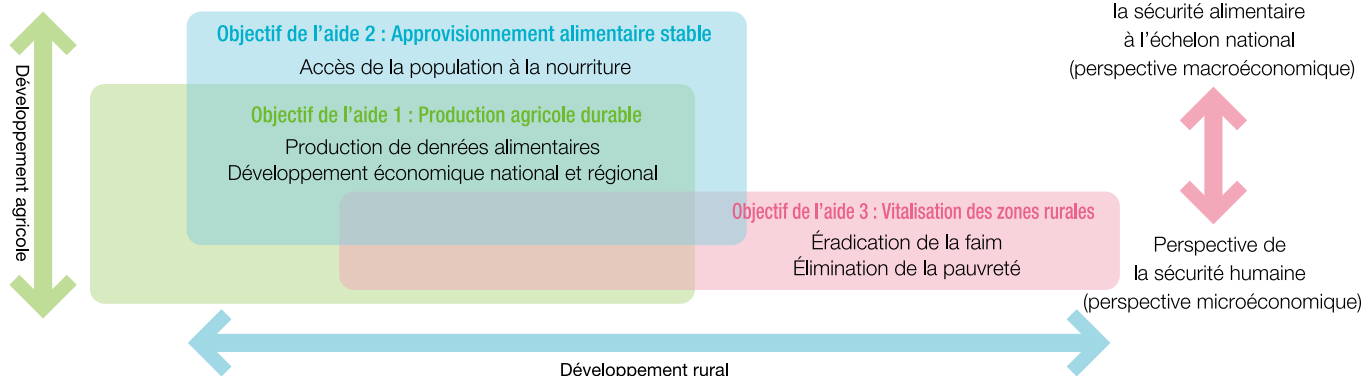 la sécurité alimentaire
à l'échelon national
(perspective macroéconomique)
Objectif de l'aide 2 : Approvisionnement alimentaire stable
Accès de la population à la nourriture
Objectif de l'aide 1 : Production agricole durable
Production de denrées alimentaires
Développement économique national et régional
Objectif de l'aide 3 : Vitalisation des zones rurales
Éradication de la faim
Élimination de la pauvreté
Perspective de
la sécurité humaine
(perspective microéconomique)
Développement agricole
Développement rural